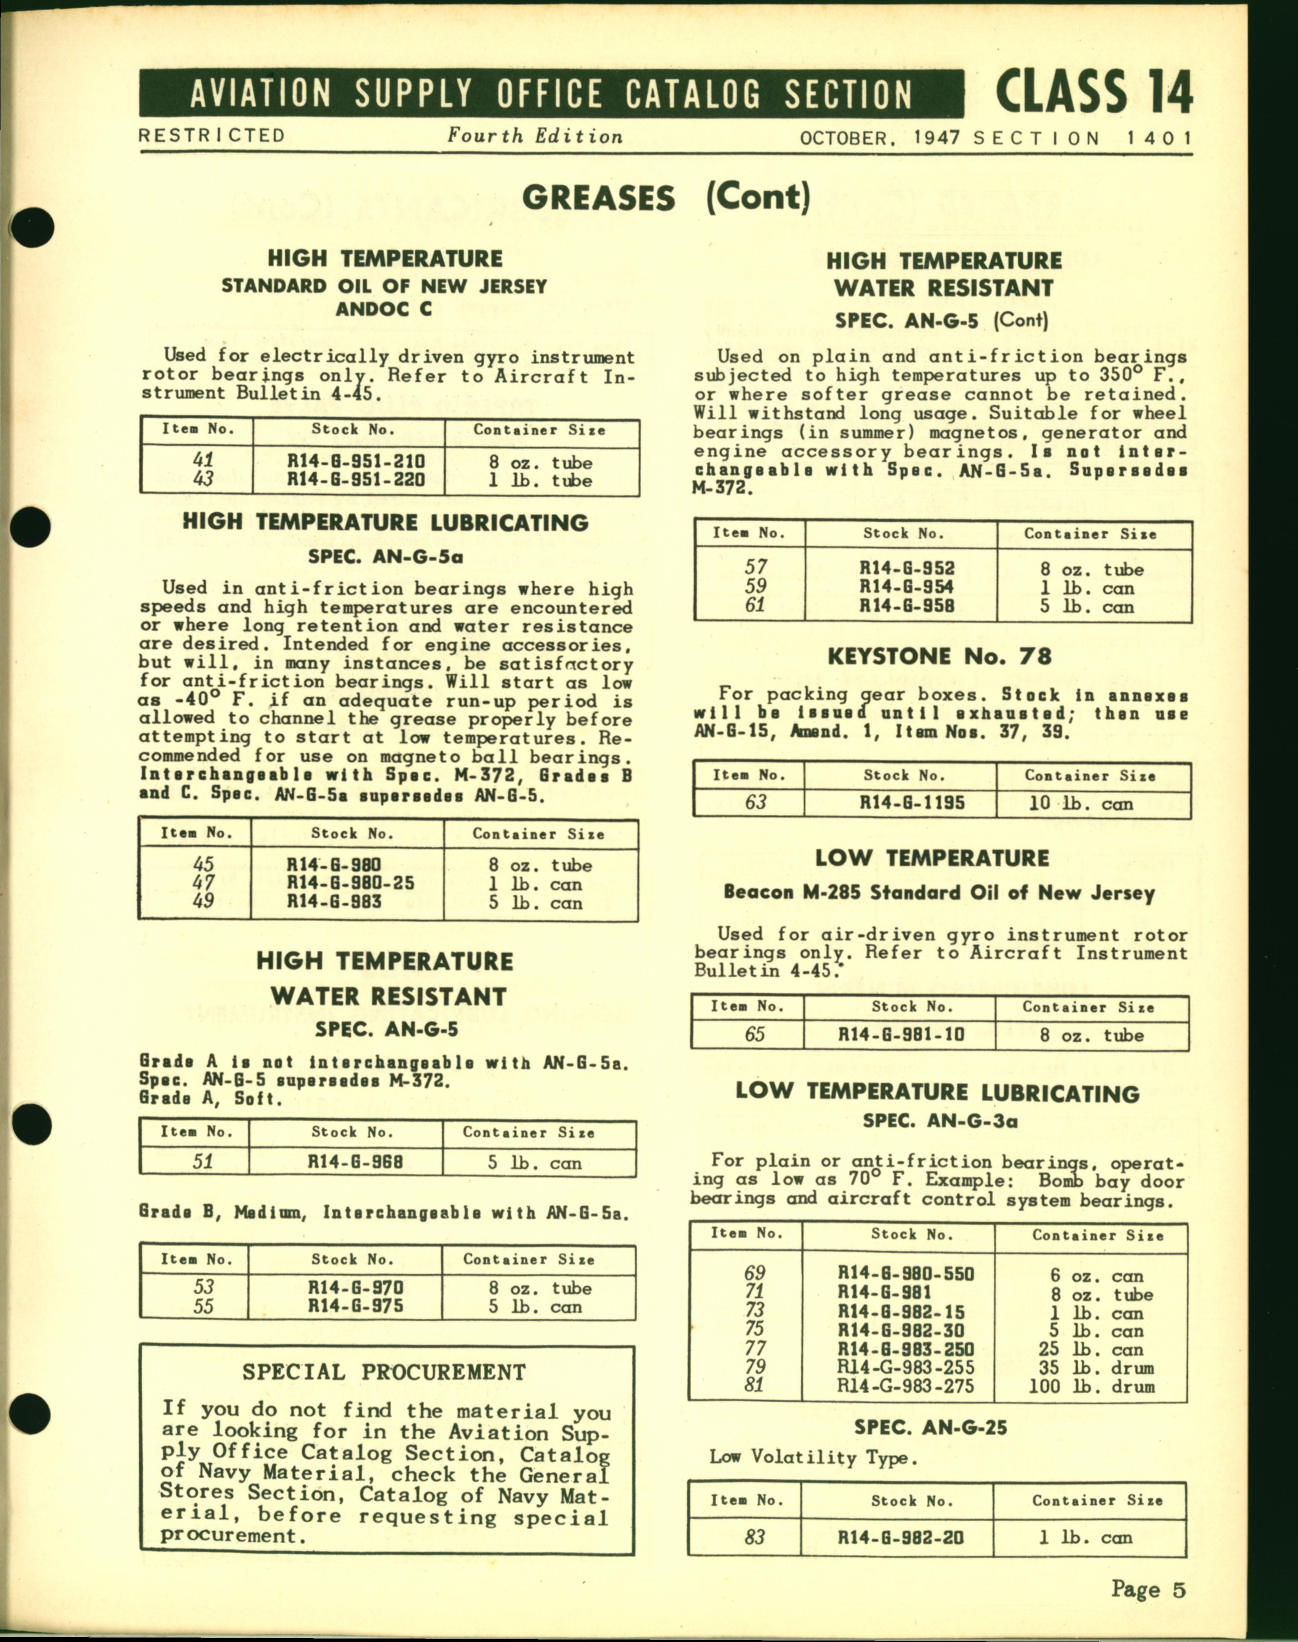 AVIATION SUPPLY OFFICE CATALOG SECTION CLASS 14
RESTRICTED Fourth Edition OCTOBER, 1947 SECTION 1401
GREASES (Cont)
HIGH TEMPERATURE
STANDARD OIL OF NEW JERSEY
ANDOC C
Used for electrically driven gyro instrument
rotor bearings only. Refer to Aircraft In-
strument Bulletin 4-45.
Item No. Stock No. Container Size
41 R14-G-951-210 8 oz. tube
43 R14-G-951-220 1 lb. tube
HIGH TEMPERATURE LUBRICATING
SPEC. AN-G-5a
Used in anti-friction bearings where high
speeds and high temperatures are encountered
or where long retention and water resistance
are desired. Intended for engine accessories,
but will, in many instances, be satisfactory
for anti-friction bearings. Will start as low
as -40° F. if an adequate run-up period is
allowed to channel the grease properly before
attempting to start at low temperatures. Re-
commended for use on magneto ball bearings.
Interchangeable with Spec. M-372, Grades B
and C. Spec. AN-G-5a supersedes AN-G-5.
Item No. Stock No. Container Size
45 R14-G-980 8 oz. tube
47 R14-G-980-25 1 lb. can
49 R14-G-983 5 lb. can
HIGH TEMPERATURE
WATER RESISTANT
SPEC. AN-G-5
Grade A is not interchangeable with AN-G-5a.
Spec. AN-G-5 supersedes M-372.
Grade A, Soft.
Item No. Stock No. Container Size
51 R14-G-968 5 lb. can
Grade B, Medium, Interchangeable with AN-G-5a.
Item No. Stock No. Container Size
53 R14-G-970 8 oz. tube
55 R14-G-975 5 lb. can
SPECIAL PROCUREMENT
If you do not find the material you
are looking for in the Aviation Sup-
ply Office Catalog Section, Catalog
of Navy Material, check the General
Stores Section, Catalog of Navy Mat-
erial, before requesting special
procurement.
HIGH TEMPERATURE
WATER RESISTANT
SPEC. AN-G-5 (Cont)
Used on plain and anti-friction bearings
subjected to high temperatures up to 350° F.,
or where softer grease cannot be retained.
Will withstand long usage. Suitable for wheel
bearings (in summer) magnetos, generator and
engine accessory bearings. Is not inter-
changeable with Spec. AN-G-5a. Supersedes
M-372.
Item No. Stock No. Container Size
57 R14-G-952 8 oz. tube
59 R14-G-954 1 lb. can
61 R14-G-958 5 lb. can
KEYSTONE No. 78
For packing gear boxes. Stock in annexes
will be issued until exhausted; then use
AN-G-15, Amend. 1, Item Nos. 37, 39.
Item No. Stock No. Container Size
63 R14-G-1195 10 lb. can
LOW TEMPERATURE
Beacon M-285 Standard Oil of New Jersey
Used for air-driven gyro instrument rotor
bearings only. Refer to Aircraft Instrument
Bulletin 4-45.
Item No. Stock No. Container Size
65 R14-G-981-10 8 oz. tube
LOW TEMPERATURE LUBRICATING
SPEC. AN-G-3a
For plain or anti-friction bearings, operat-
ing as low as 70° F. Example: Bomb bay door
bearings and aircraft control system bearings.
Item No. Stock No. Container Size
69 R14-G-980-550 6 oz. can
71 R14-G-981 8 oz. tube
73 R14-G-982-15 1 lb. can
75 R14-G-982-30 5 lb. can
77 R14-G-983-250 25 lb. can
79 R14-G-983-255 35 lb. drum
81 R14-G-983-275 100 lb. drum
SPEC. AN-G-25
Low Volatility Type.
Item No. Stock No. Container Size
83 R14-G-982-20 1 lb. can
Page 5